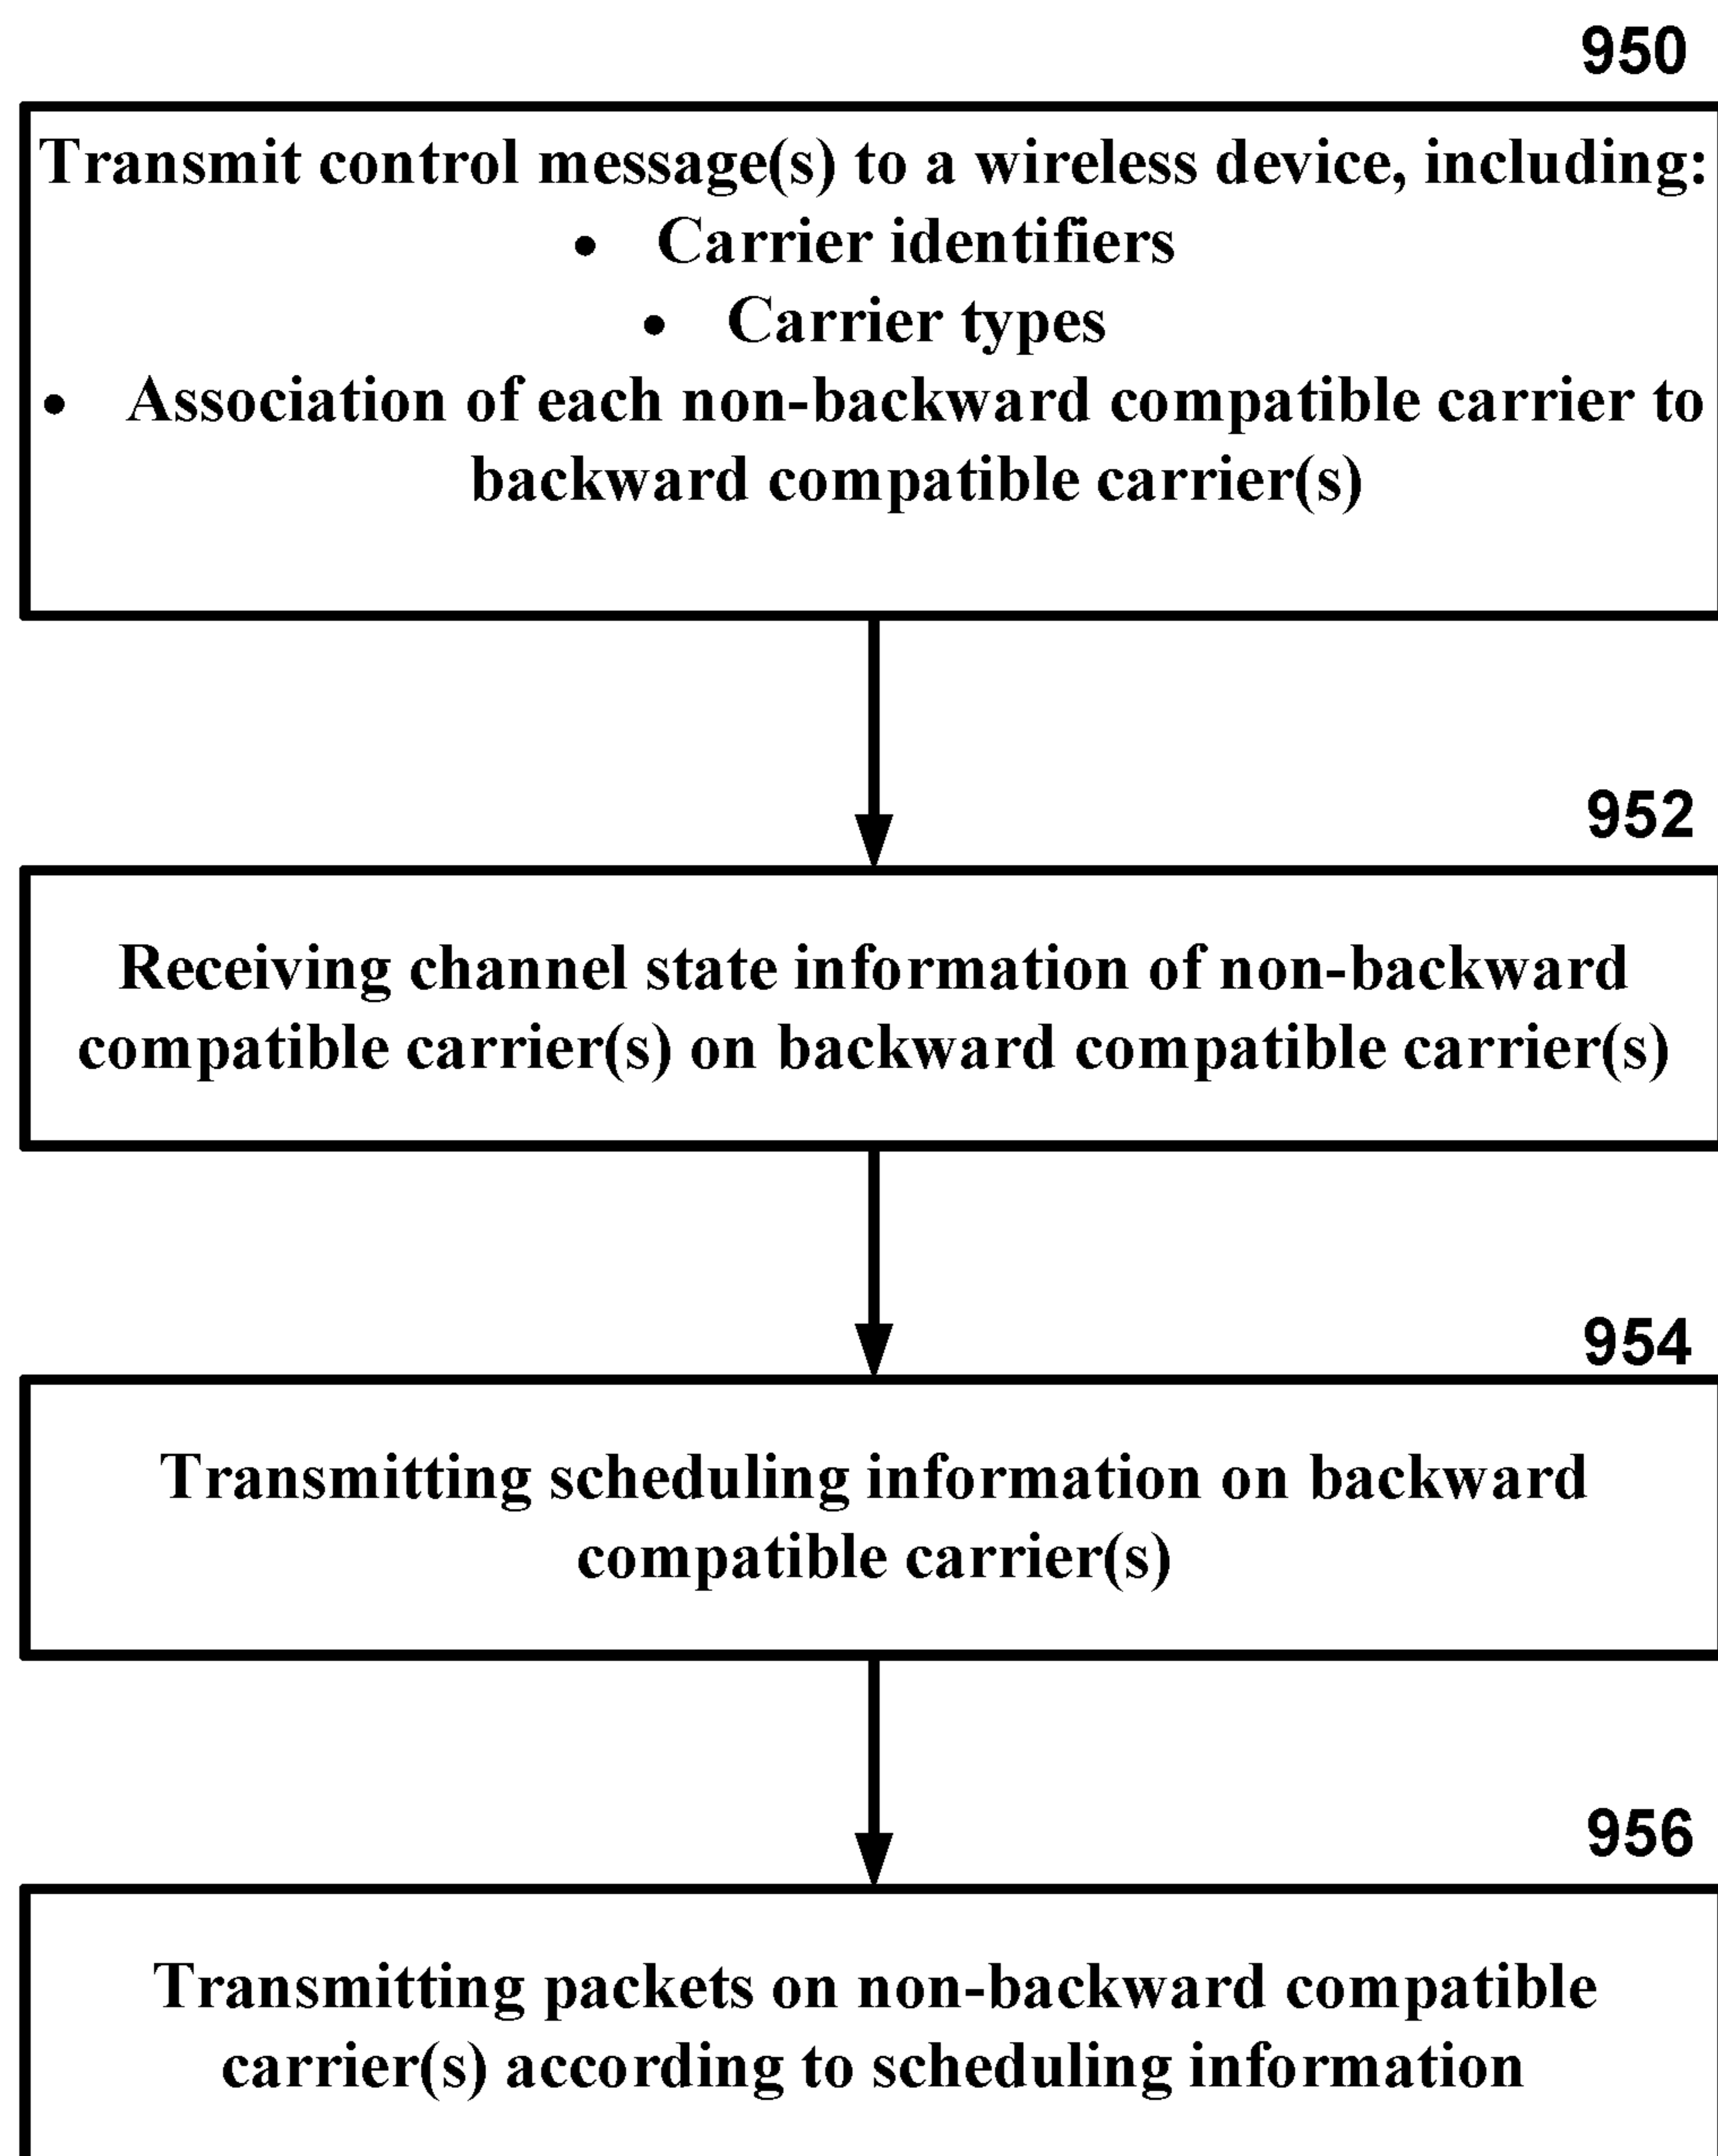 950
Transmit control message(s) to a wireless device, including:
• Carrier identifiers
• Carrier types
• Association of each non-backward compatible carrier to
backward compatible carrier(s)
952
Receiving channel state information of non-backward
compatible carrier(s) on backward compatible carrier(s)
954
Transmitting scheduling information on backward
compatible carrier(s)
956
Transmitting packets on non-backward compatible
carrier(s) according to scheduling information